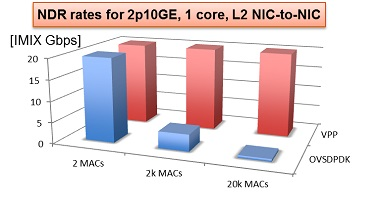 NDR rates for 2p10GE, 1 core, L2 NIC-to-NIC
[IMIX Gbps]
20
15
10
5
0
2 MACs
2k MACs
20k MACs
VPP
OVSDPDK